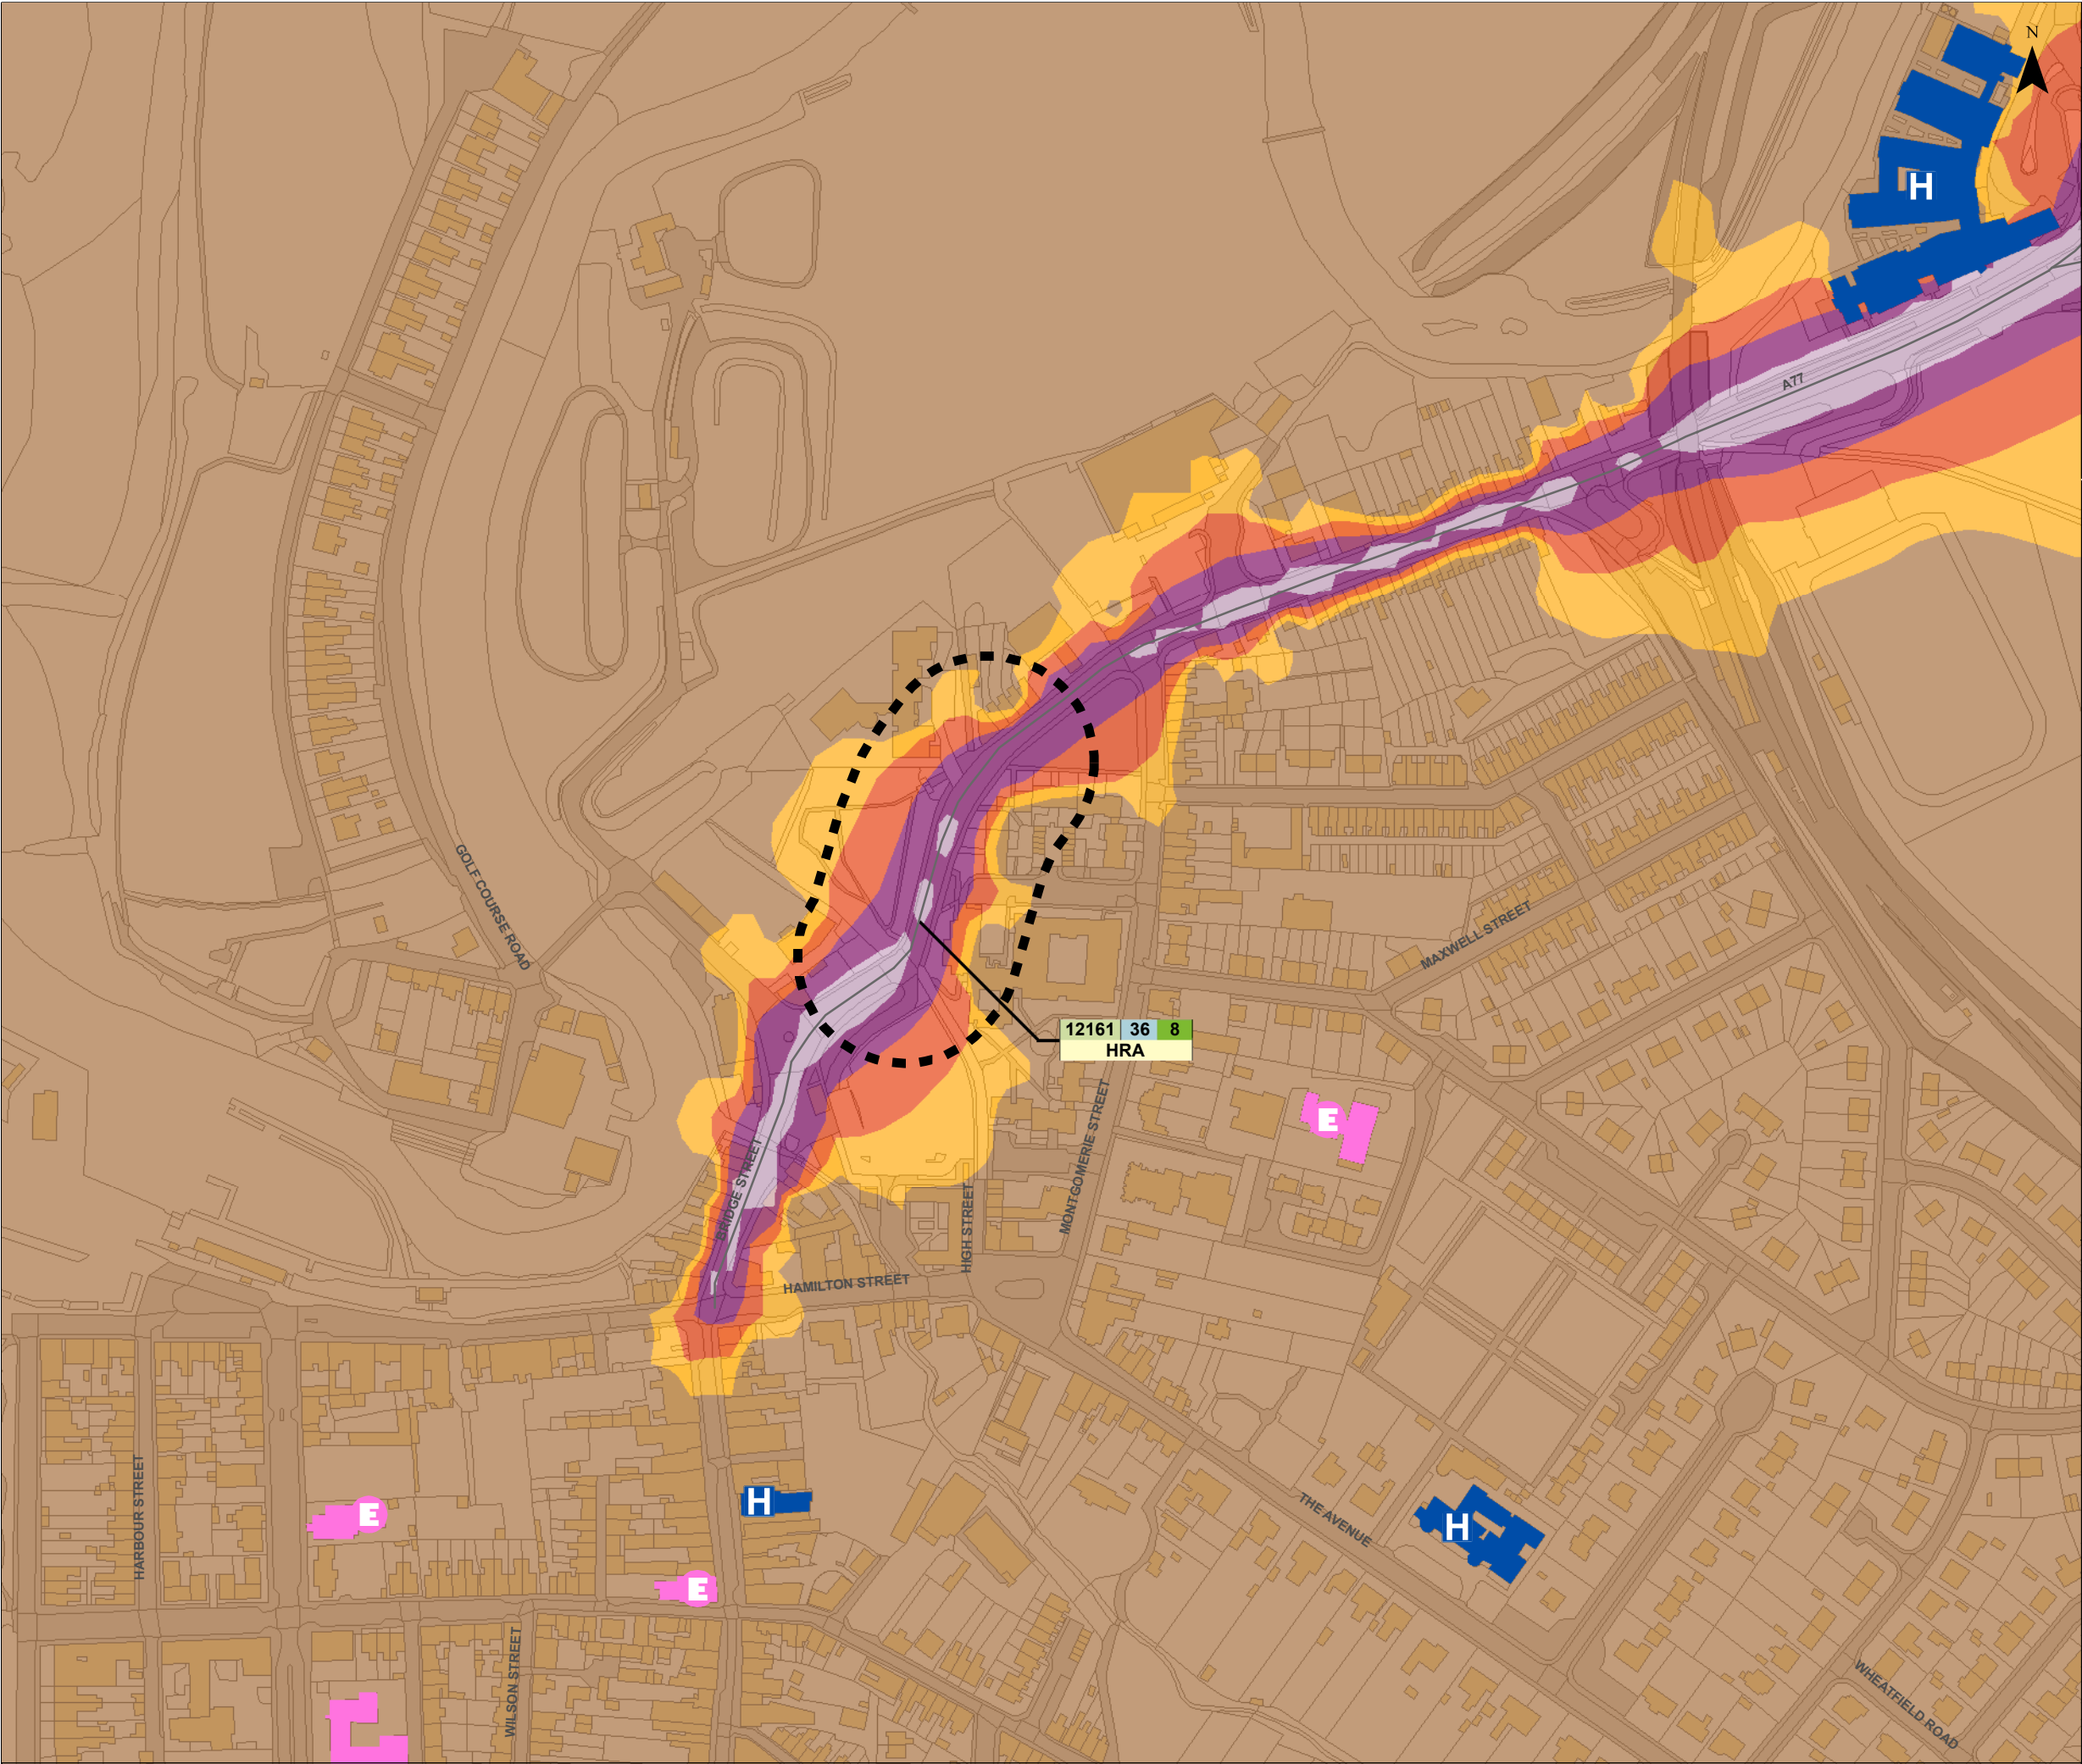 N
H
A77
GOLF COURSE ROAD
MAXWELL STREET
12161 36 8
HRA
E
MONTGOMERIE STREET
BRIDGE STREET
HIGH STREET
HAMILTON STREET
HARBOUR STREET
E
H
THE AVENUE
H
E
WILSON STREET
WHEATFIELD ROAD